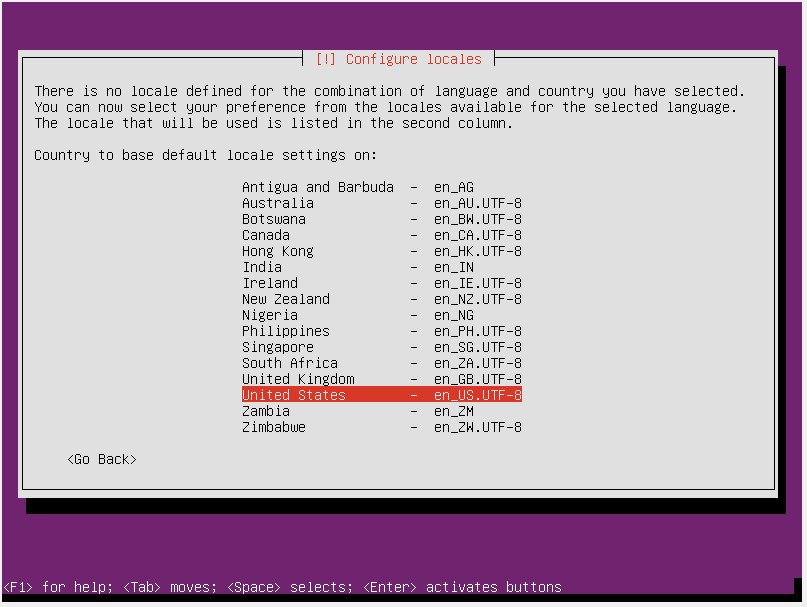 [!] Configure locales
There is no locale defined for the combination of language and country you have selected.
You can now select your preference from the locales available for the selected language.
The locale that will be used is listed in the second column.
Country to base default locale settings on:
Antigua and Barbuda - en_AG
Australia - en_AU.UTF-8
Botswana - en_BW.UTF-8
Canada - en_CA.UTF-8
Hong Kong - en_HK.UTF-8
India - en_IN
Ireland - en_IE.UTF-8
New Zealand - en_NZ.UTF-8
Nigeria - en_NG
Philippines - en_PH.UTF-8
Singapore - en_SG.UTF-8
South Africa - en_ZA.UTF-8
United Kingdom - en_GB.UTF-8
United States - en_US.UTF-8
Zambia - en_ZM
Zimbabwe - en_ZW.UTF-8
<Go Back>
<F1> for help; <Tab> moves; <Space> selects; <Enter> activates buttons